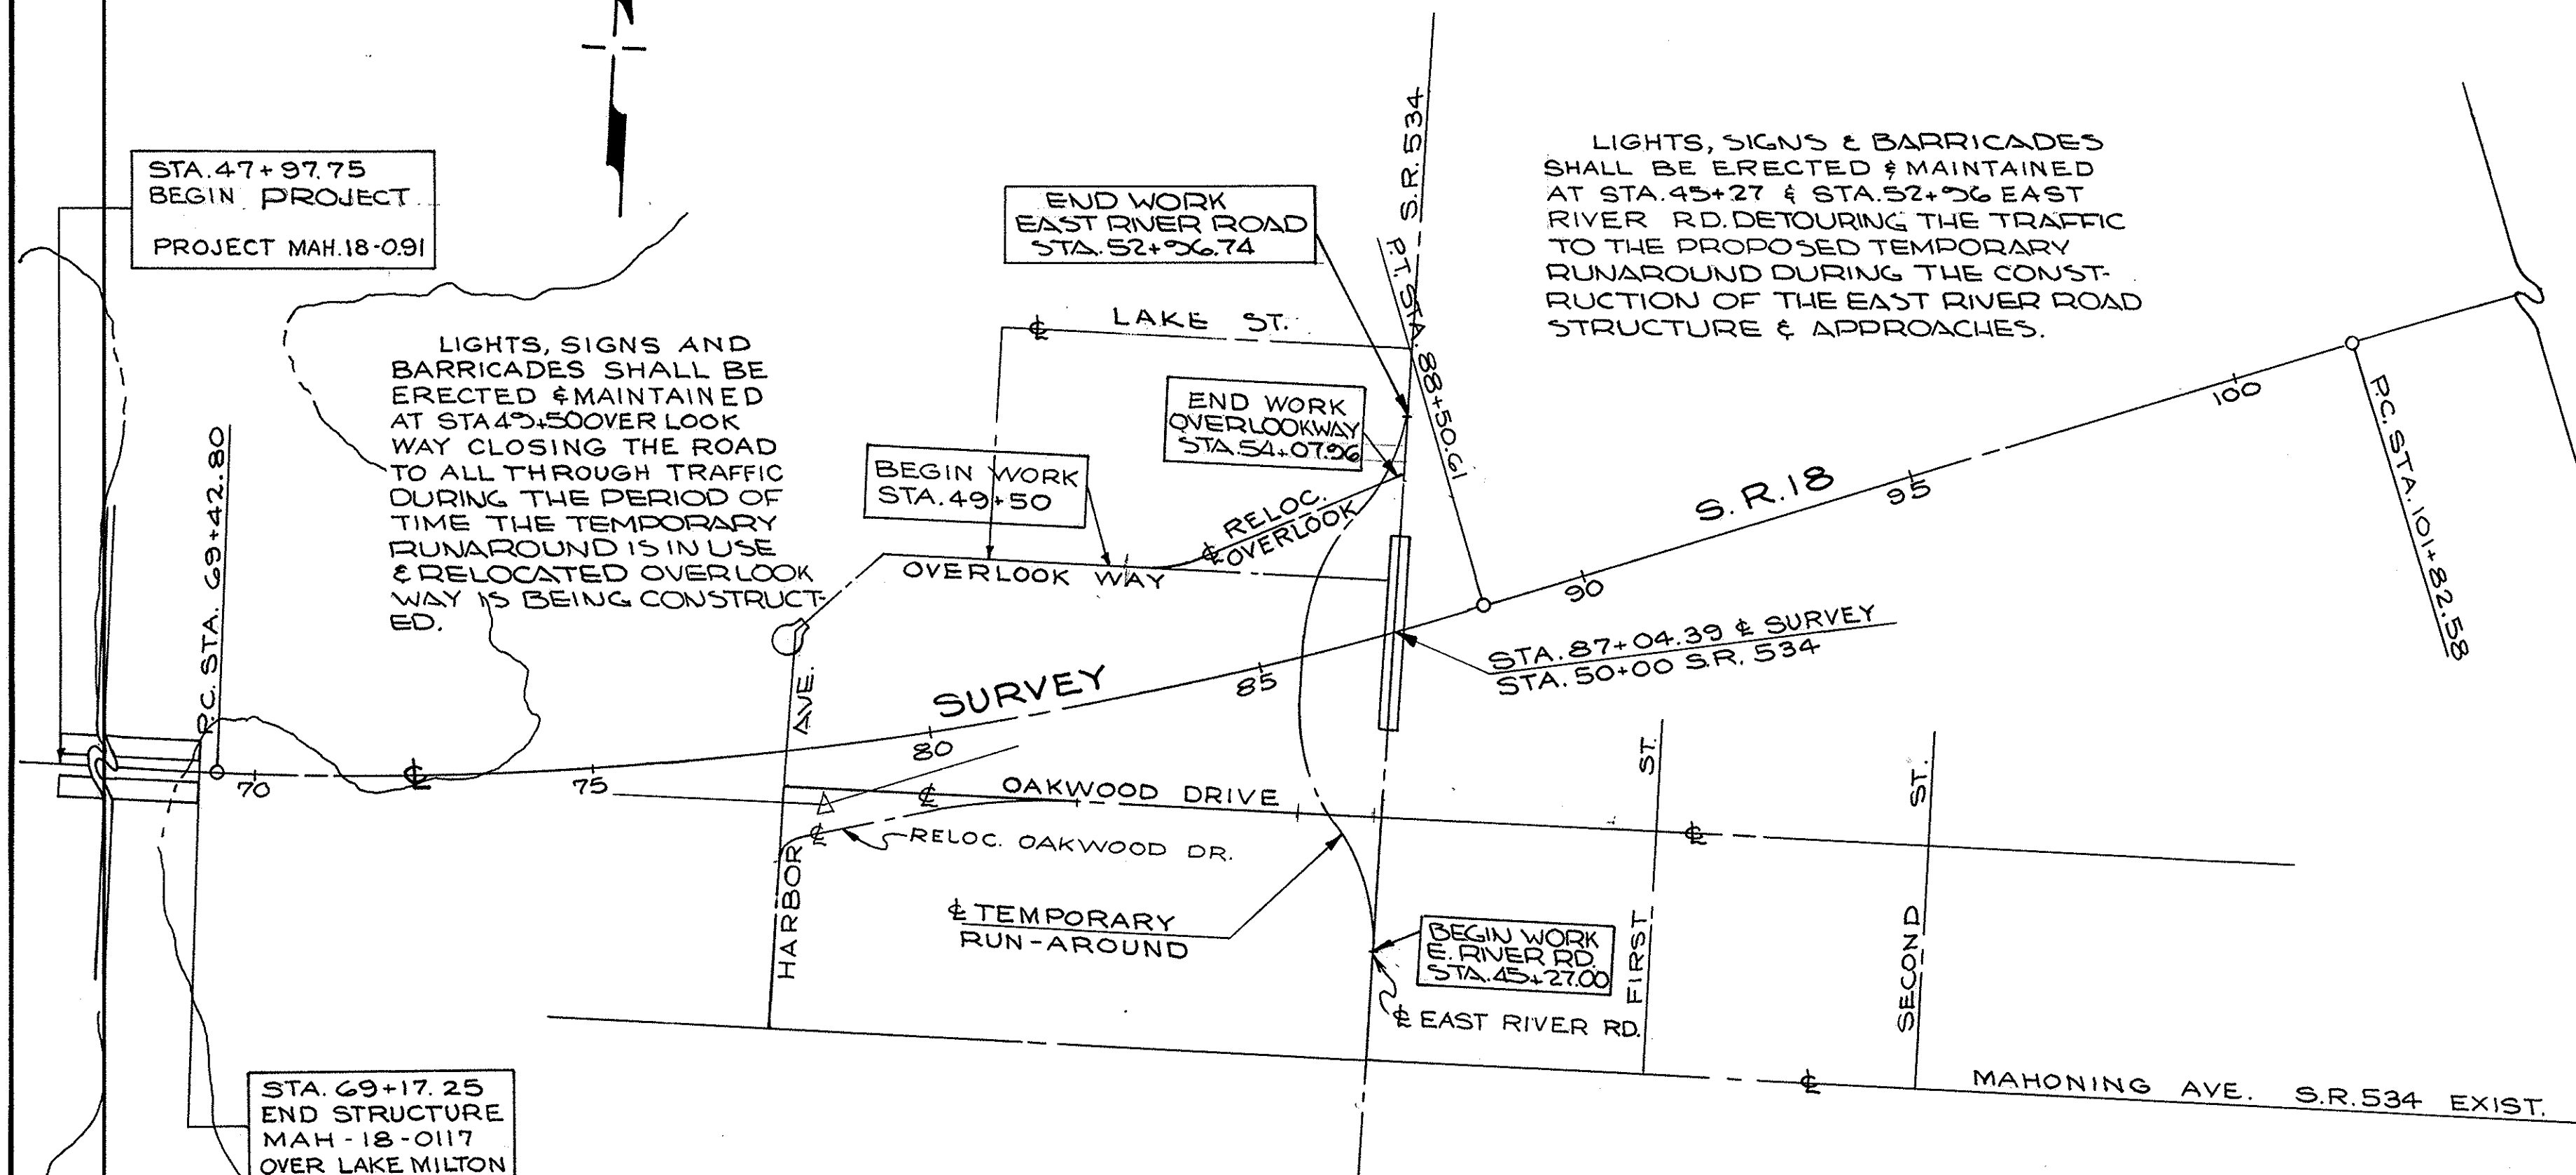 STA. 47+97.75
BEGIN PROJECT
PROJECT MAH. 18-0.91
LIGHTS, SIGNS AND
BARRICADES SHALL BE
ERECTED & MAINTAINED
AT STA 49+50 OVER LOOK
WAY CLOSING THE ROAD
TO ALL THROUGH TRAFFIC
DURING THE PERIOD OF
TIME THE TEMPORARY
RUNAROUND IS IN USE
& RELOCATED OVERLOOK
WAY IS BEING CONSTRUCT-
ED.
P.C. STA. 69+42.80
END WORK
EAST RIVER ROAD
STA. 52+96.74
S.R. 534
P.T. STA. 88+50.61
LIGHTS, SIGNS & BARRICADES
SHALL BE ERECTED & MAINTAINED
AT STA. 45+27 & STA. 52+96 EAST
RIVER RD. DETOURING THE TRAFFIC
TO THE PROPOSED TEMPORARY
RUNAROUND DURING THE CONST-
RUCTION OF THE EAST RIVER ROAD
STRUCTURE & APPROACHES.
℄ LAKE ST.
END WORK
OVERLOOKWAY
STA. 54+07.96
BEGIN WORK
STA. 49+50
RELOC.
℄ OVERLOOK
OVERLOOK WAY
S.R. 18
90
95
100
P.C. STA. 101+82.58
STA. 87+04.39 ℄ SURVEY
STA. 50+00 S.R. 534
SURVEY
70
℄
75
80
85
HARBOR AVE.
℄ OAKWOOD DRIVE
℄
℄
RELOC. OAKWOOD DR.
℄ TEMPORARY
RUN-AROUND
BEGIN WORK
E. RIVER RD.
STA. 45+27.00
℄ EAST RIVER RD.
FIRST ST.
SECOND ST.
℄
MAHONING AVE. S.R. 534 EXIST.
STA. 69+17.25
END STRUCTURE
MAH-18-0117
OVER LAKE MILTON